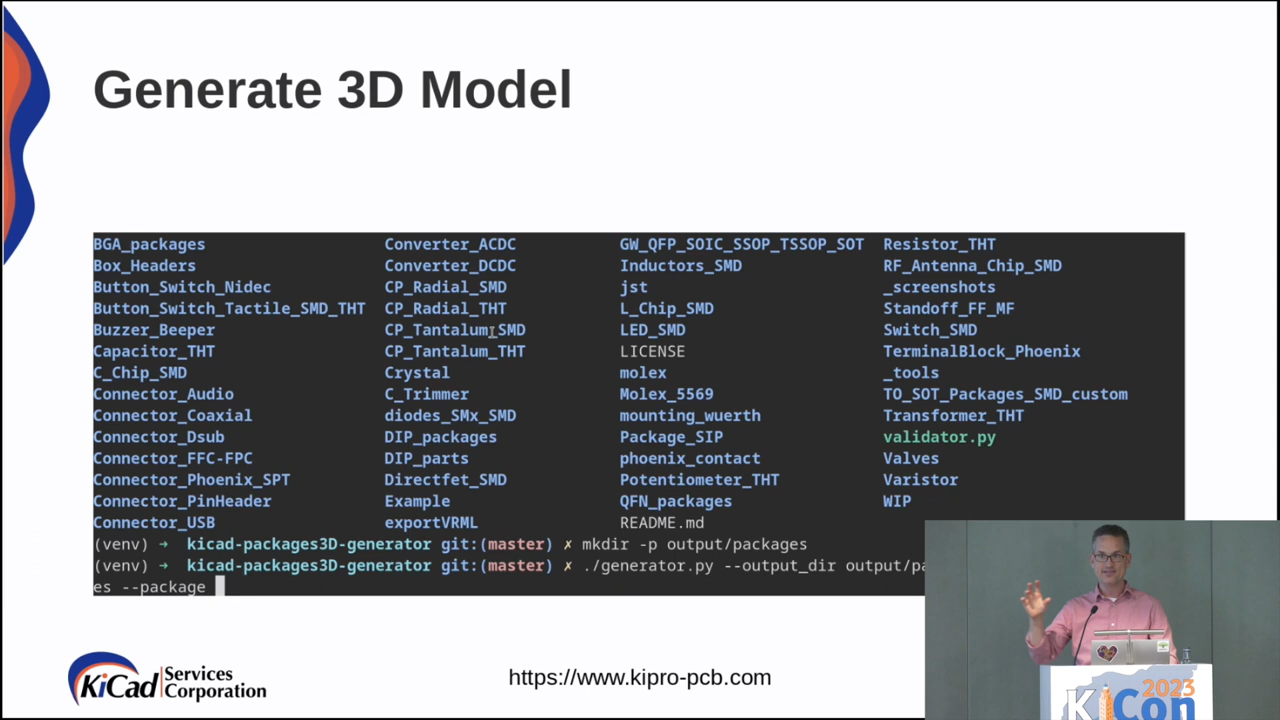 Generate 3D Model
BGA_packages Converter_ACDC GW_QFP_SOIC_SSOP_TSSOP_SOT Resistor_THT
Box_Headers Converter_DCDC Inductors_SMD RF_Antenna_Chip_SMD
Button_Switch_Nidec CP_Radial_SMD jst _screenshots
Button_Switch_Tactile_SMD_THT CP_Radial_THT L_Chip_SMD Standoff_FF_MF
Buzzer_Beeper CP_Tantalum_SMD LED_SMD Switch_SMD
Capacitor_THT CP_Tantalum_THT LICENSE TerminalBlock_Phoenix
C_Chip_SMD Crystal molex _tools
Connector_Audio C_Trimmer Molex_5569 TO_SOT_Packages_SMD_custom
Connector_Coaxial diodes_SMx_SMD mounting_wuerth Transformer_THT
Connector_Dsub DIP_packages Package_SIP validator.py
Connector_FFC-FPC DIP_parts phoenix_contact Valves
Connector_Phoenix_SPT Directfet_SMD Potentiometer_THT Varistor
Connector_PinHeader Example QFN_packages WIP
Connector_USB exportVRML README.md
(venv) → kicad-packages3D-generator git:(master) ✗ mkdir -p output/packages
(venv) → kicad-packages3D-generator git:(master) ✗ ./generator.py --output_dir output/pa
es --package
KiCad Services Corporation
https://www.kipro-pcb.com
2023
KiCon